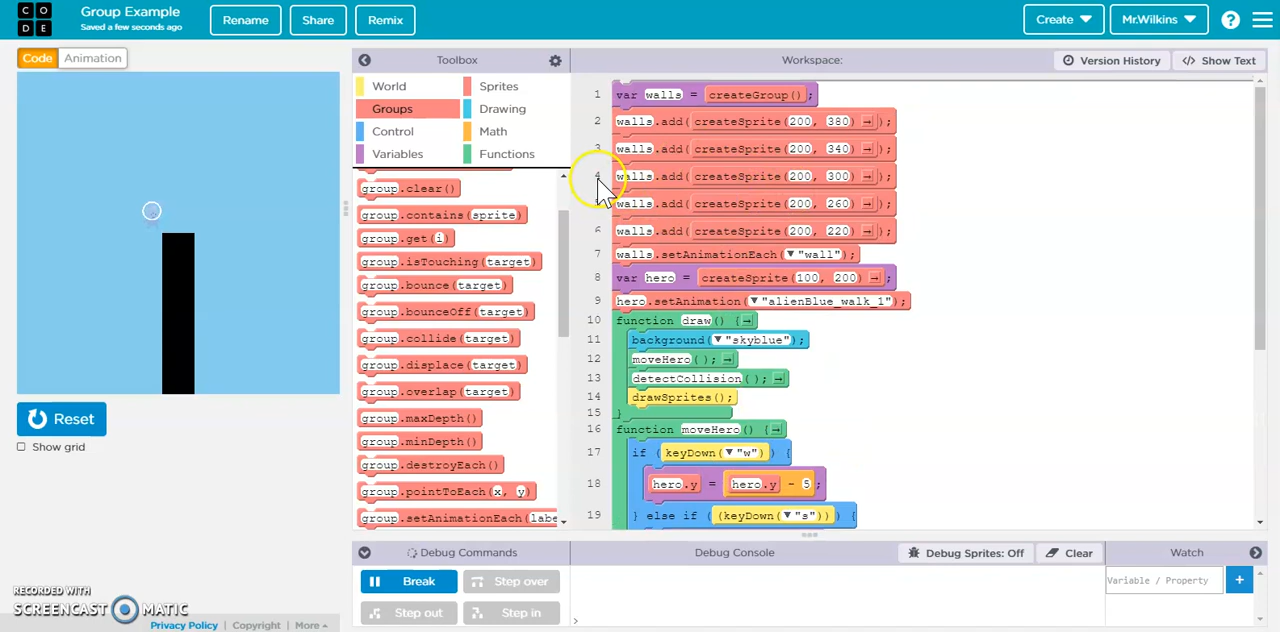 CO
DE
Group Example
Saved a few seconds ago
Rename
Share
Remix
Create
Mr.Wilkins
?
Code
Animation
Toolbox
Workspace:
Version History
</> Show Text
World
Sprites
Groups
Drawing
Control
Math
Variables
Functions
group.clear()
group.contains(sprite)
group.get(i)
group.isTouching(target)
group.bounce(target)
group.bounceOff(target)
group.collide(target)
group.displace(target)
group.overlap(target)
group.maxDepth()
group.minDepth()
group.destroyEach()
group.pointToEach(x, y)
group.setAnimationEach(labe
1 var walls = createGroup();
2 walls.add( createSprite(200, 380) → );
3 walls.add( createSprite(200, 340) → );
4 walls.add( createSprite(200, 300) → );
walls.add( createSprite(200, 260) → );
6 walls.add( createSprite(200, 220) → );
7 walls.setAnimationEach(▼"wall");
8 var hero = createSprite(100, 200) → ;
9 hero.setAnimation(▼"alienBlue_walk_1");
10 function draw() { →
11 background(▼"skyblue");
12 moveHero(); →
13 detectCollision(); →
14 drawSprites();
15 }
16 function moveHero() { →
17 if (keyDown(▼"w")) {
18 hero.y = hero.y - 5;
19 } else if ((keyDown(▼"s"))) {
Reset
Show grid
Debug Commands
Debug Console
Debug Sprites: Off
Clear
Watch
Break
Step over
Step out
Step in
Variable / Property
+
>
RECORDED WITH
SCREENCAST MATIC
Privacy Policy
Copyright
More